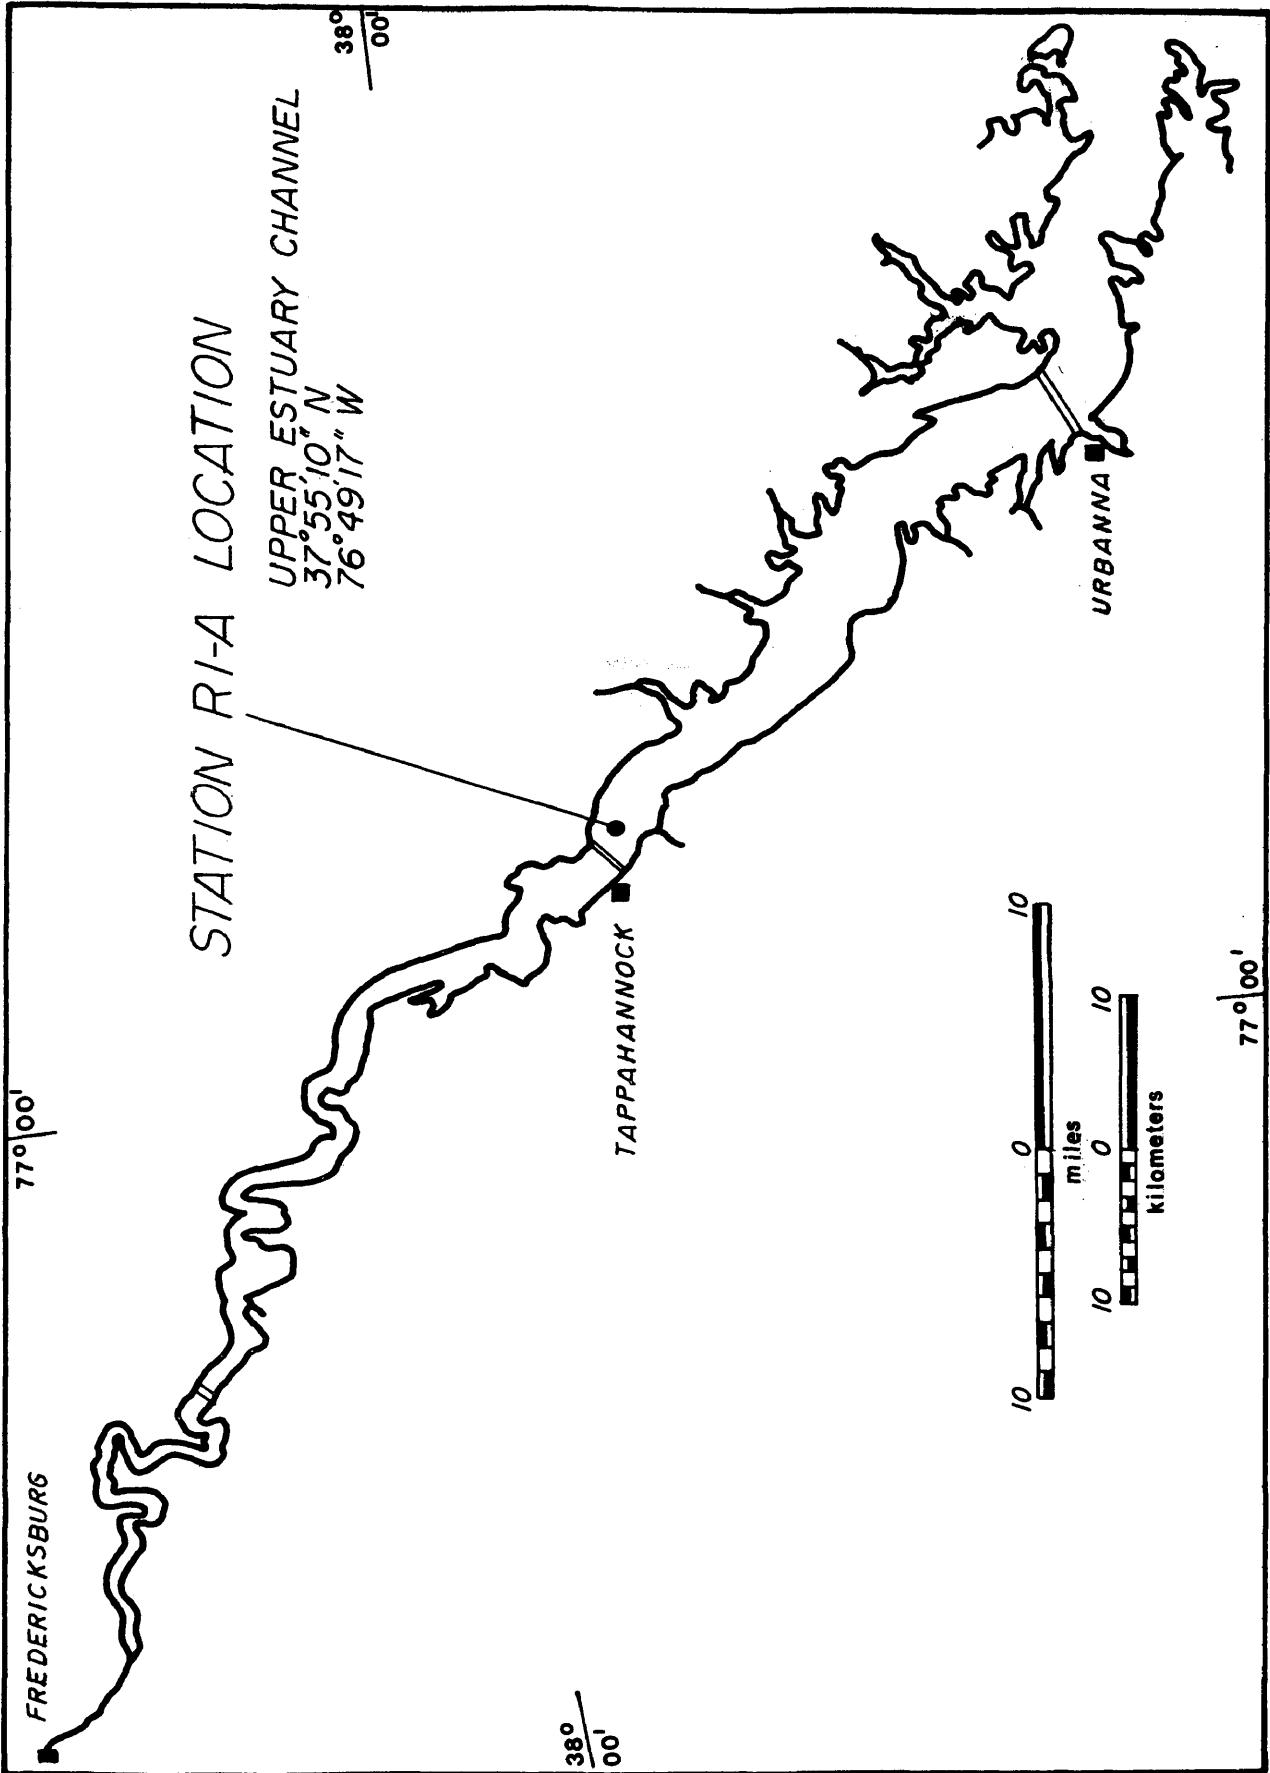 FREDERICKSBURG
77° 00'
STATION R1-A LOCATION
UPPER ESTUARY CHANNEL
37°55'10" N
76°49'17" W
38°
00'
TAPPAHANNOCK
URBANNA
38°
00'
10 0 10
miles
10 0 10
kilometers
77° 00'